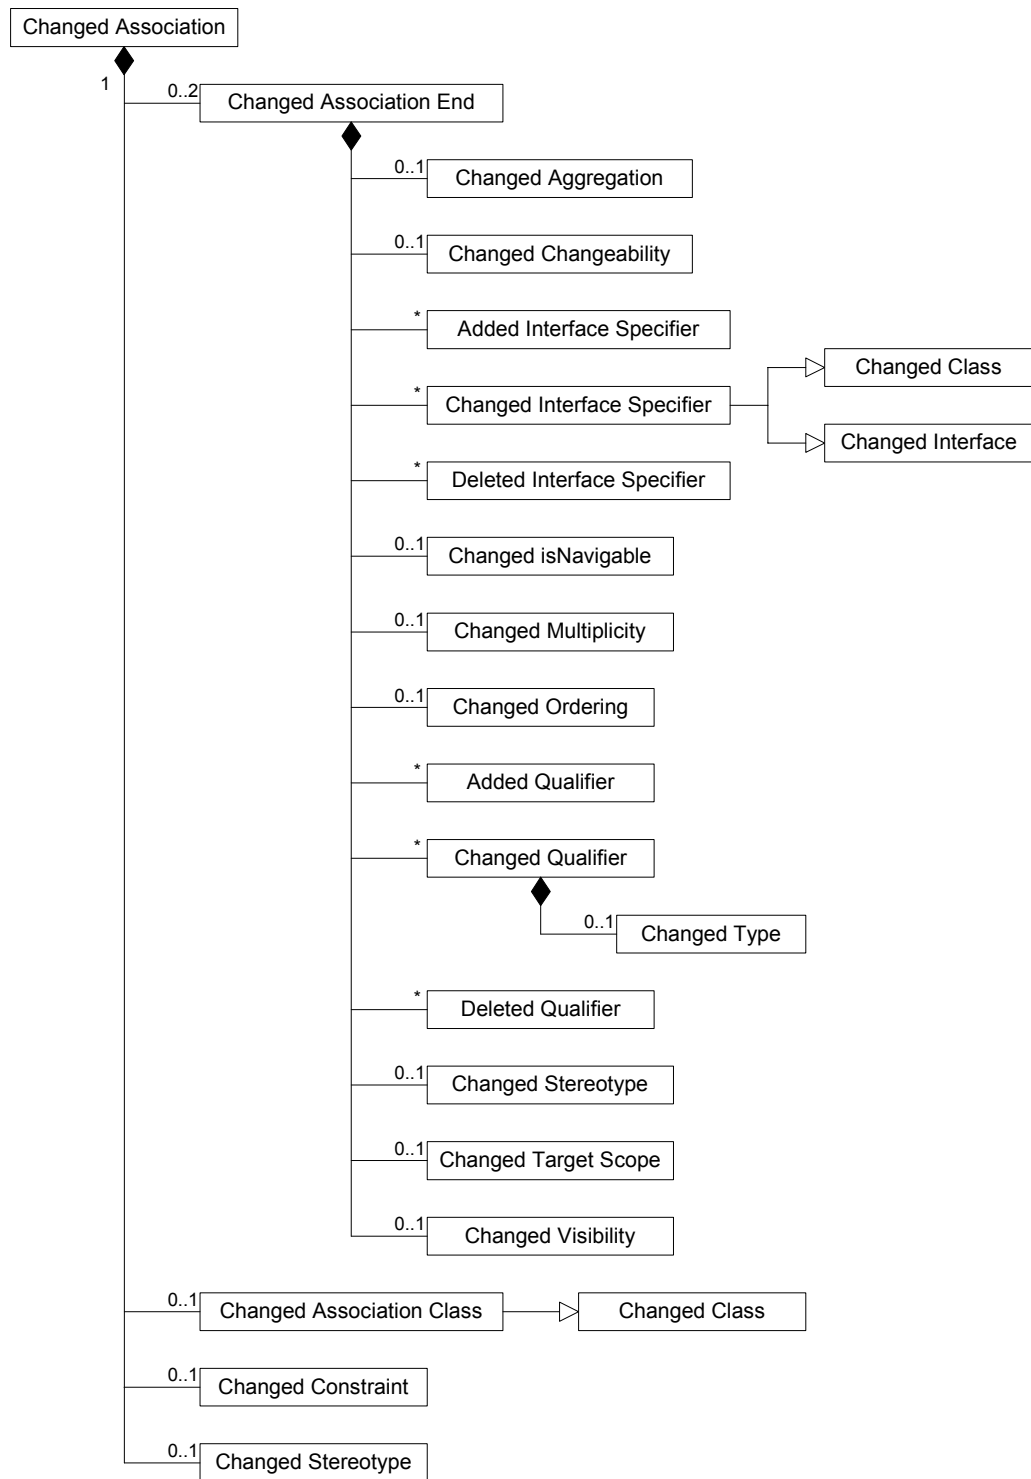 Changed Association
1
0..2
Changed Association End
0..1
Changed Aggregation
0..1
Changed Changeability
*
Added Interface Specifier
Changed Class
*
Changed Interface Specifier
Changed Interface
*
Deleted Interface Specifier
0..1
Changed isNavigable
0..1
Changed Multiplicity
0..1
Changed Ordering
*
Added Qualifier
*
Changed Qualifier
0..1
Changed Type
*
Deleted Qualifier
0..1
Changed Stereotype
0..1
Changed Target Scope
0..1
Changed Visibility
0..1
Changed Association Class
Changed Class
0..1
Changed Constraint
0..1
Changed Stereotype